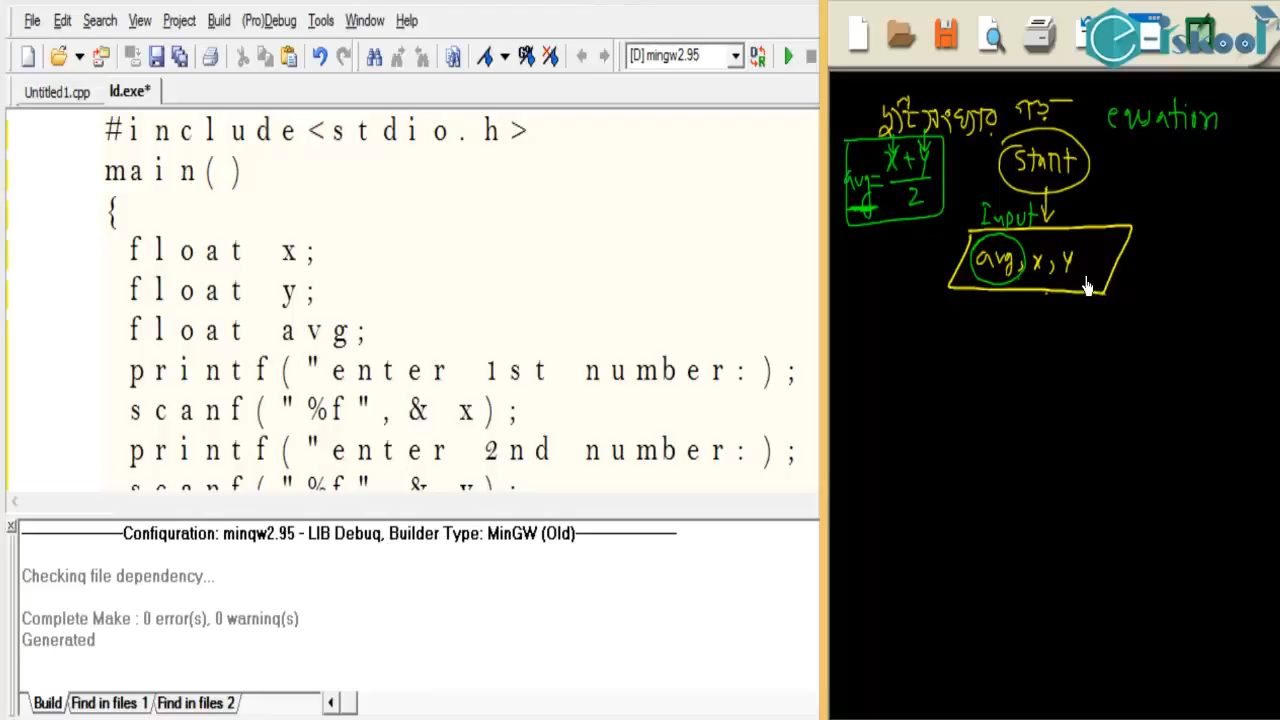 File Edit Search View Project Build (Pro)Debug Tools Window Help
[D] mingw2.95
Untitled1.cpp ld.exe*
#include<stdio.h>
main()
{
float x;
float y;
float avg;
printf("enter 1st number:);
scanf("%f",& x);
printf("enter 2nd number:);
scanf("%f" & y);
Configuration: mingw2.95 - LIB Debug, Builder Type: MinGW (Old)
Checking file dependency...
Complete Make : 0 error(s), 0 warning(s)
Generated
Build Find in files 1 Find in files 2
e-iskool
equation
avg= x+y
2
Start
Input
avg, x, y